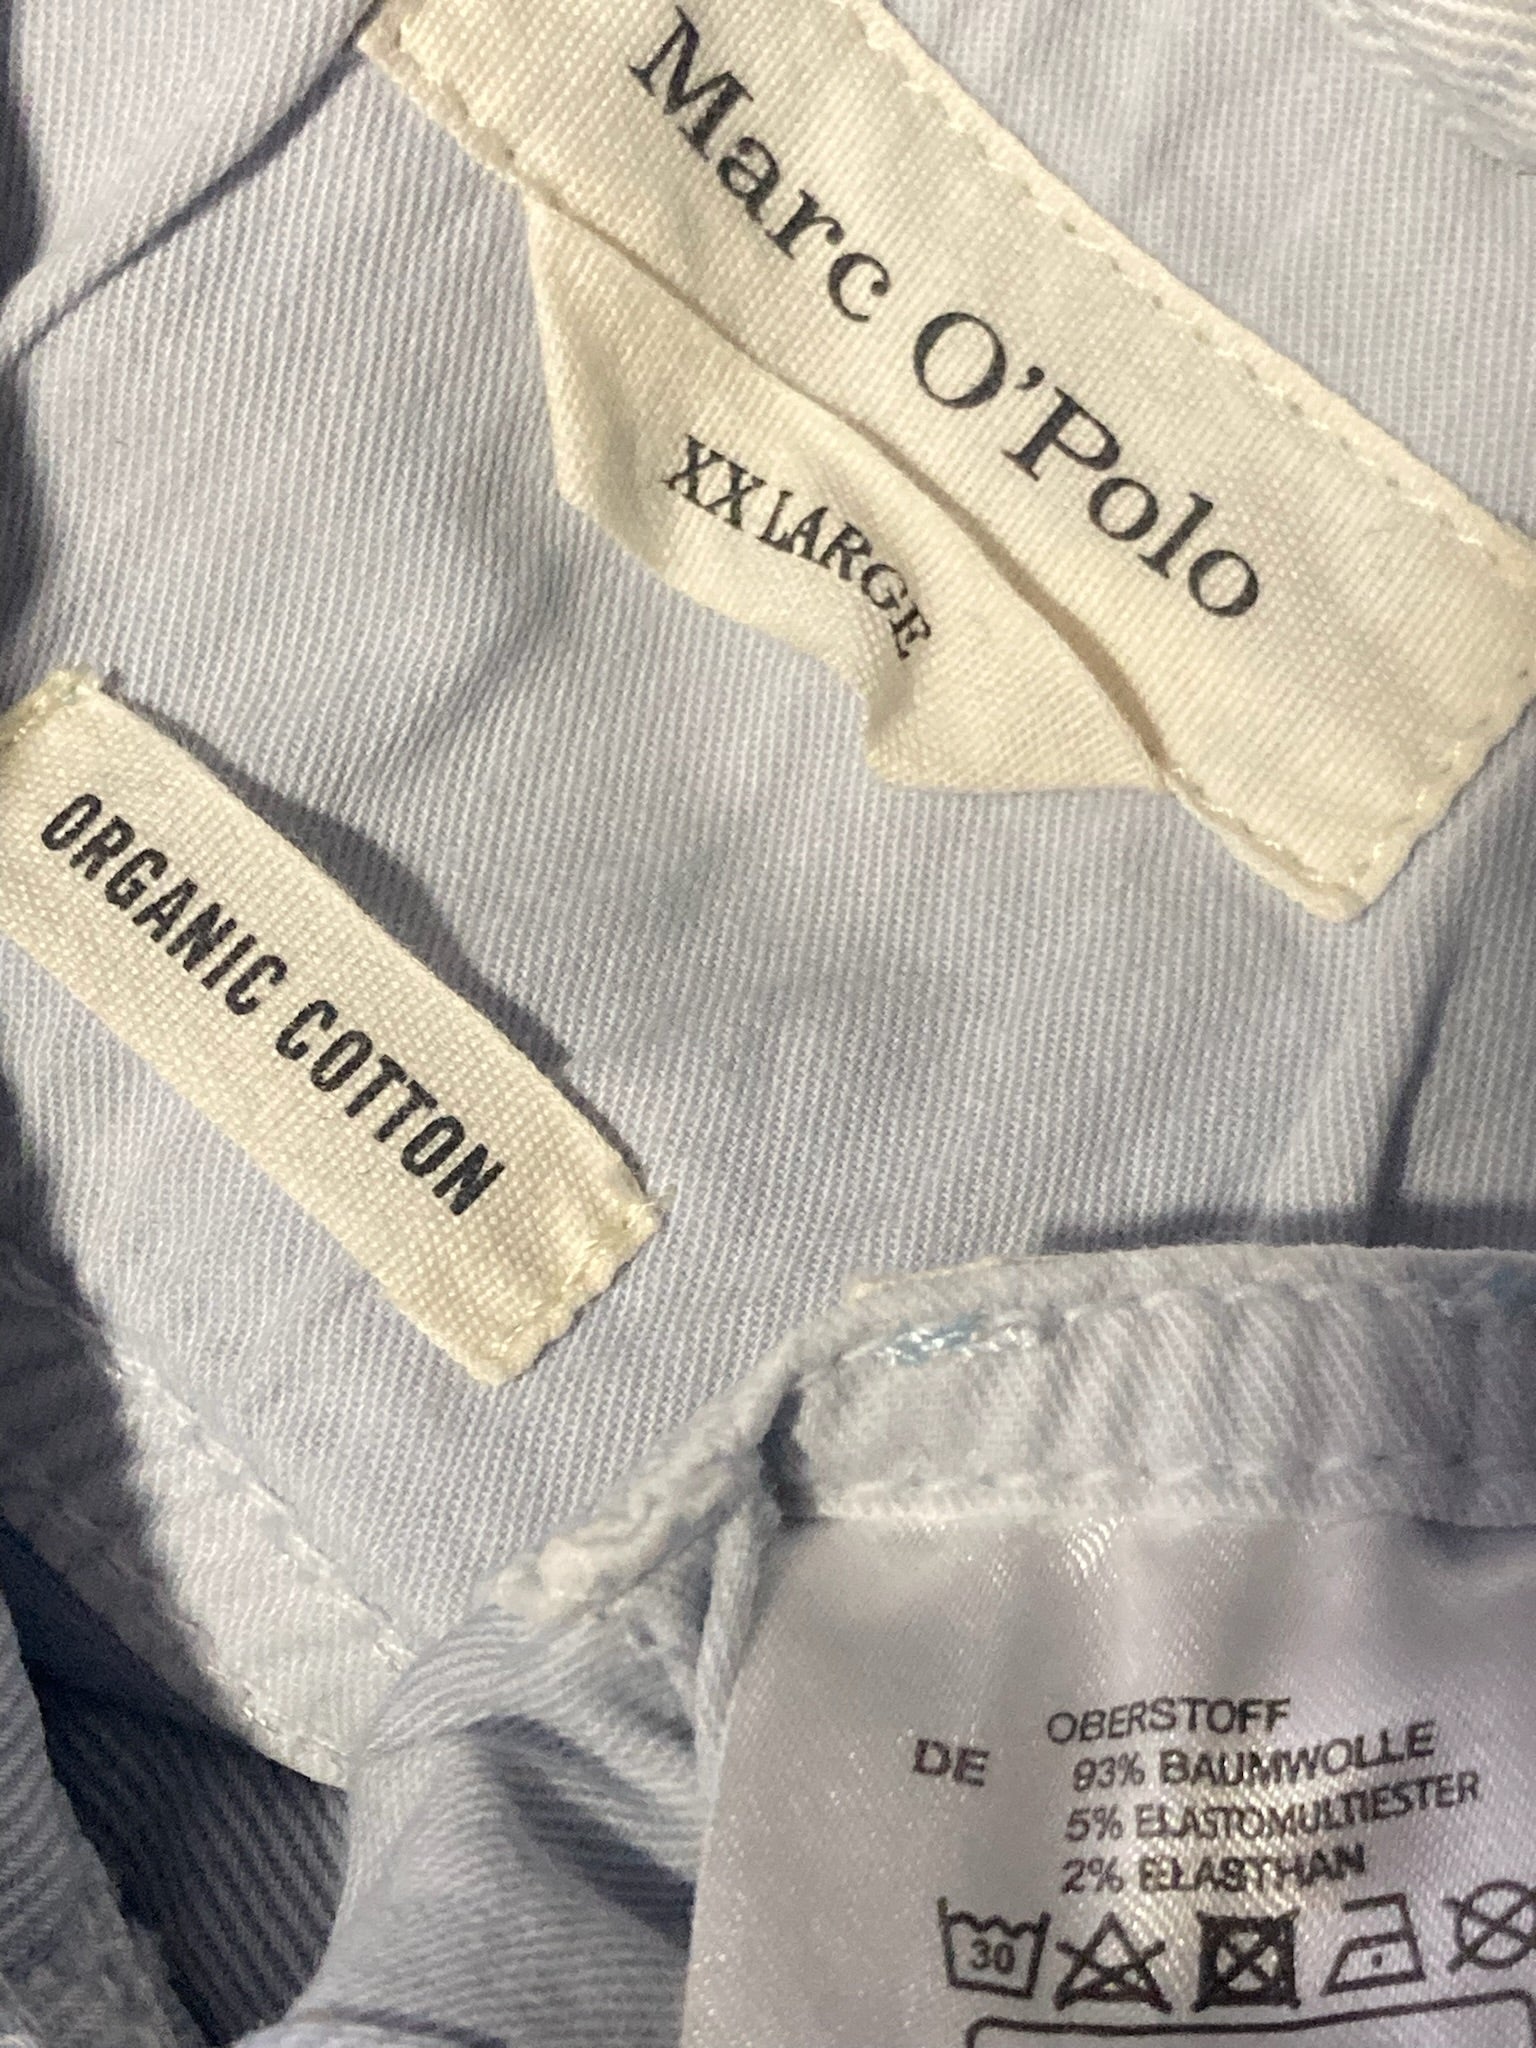 Marc O'Polo
XX LARGE
ORGANIC COTTON
DE
OBERSTOFF
93% BAUMWOLLE
5% ELASTOMULTIESTER
2% ELASTHAN
30